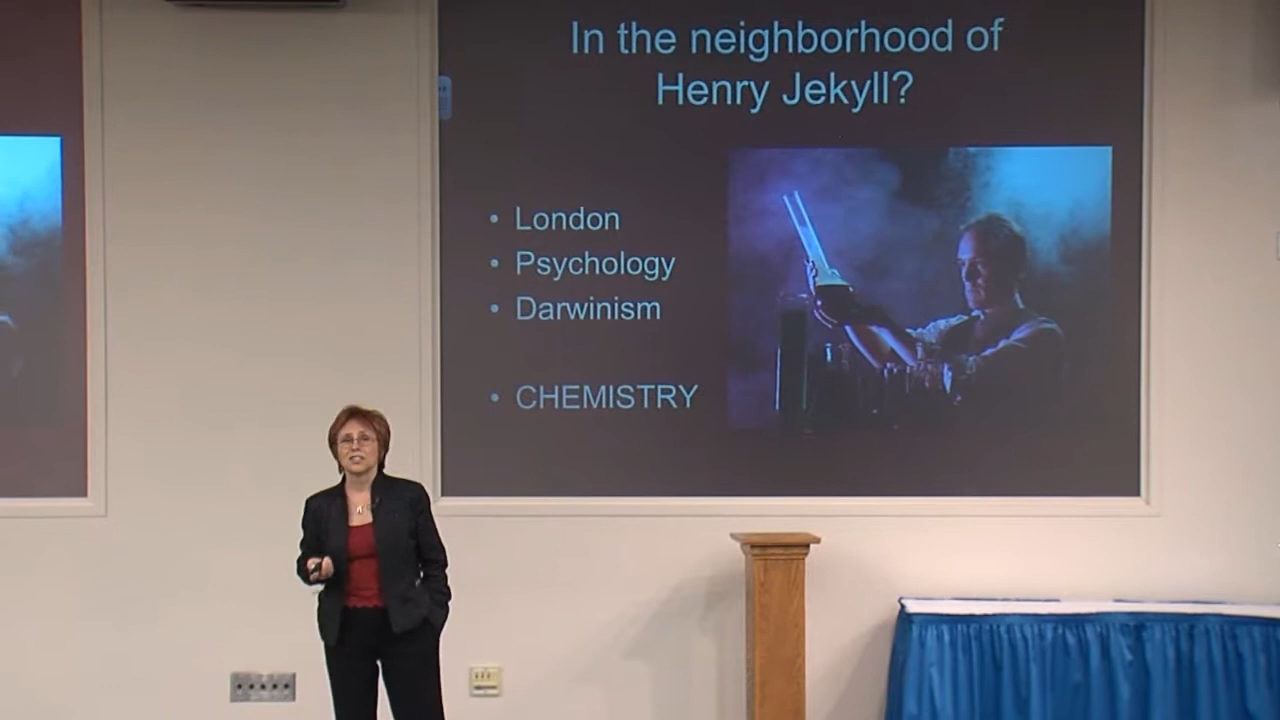 In the neighborhood of
Henry Jekyll?
• London
• Psychology
• Darwinism
• CHEMISTRY